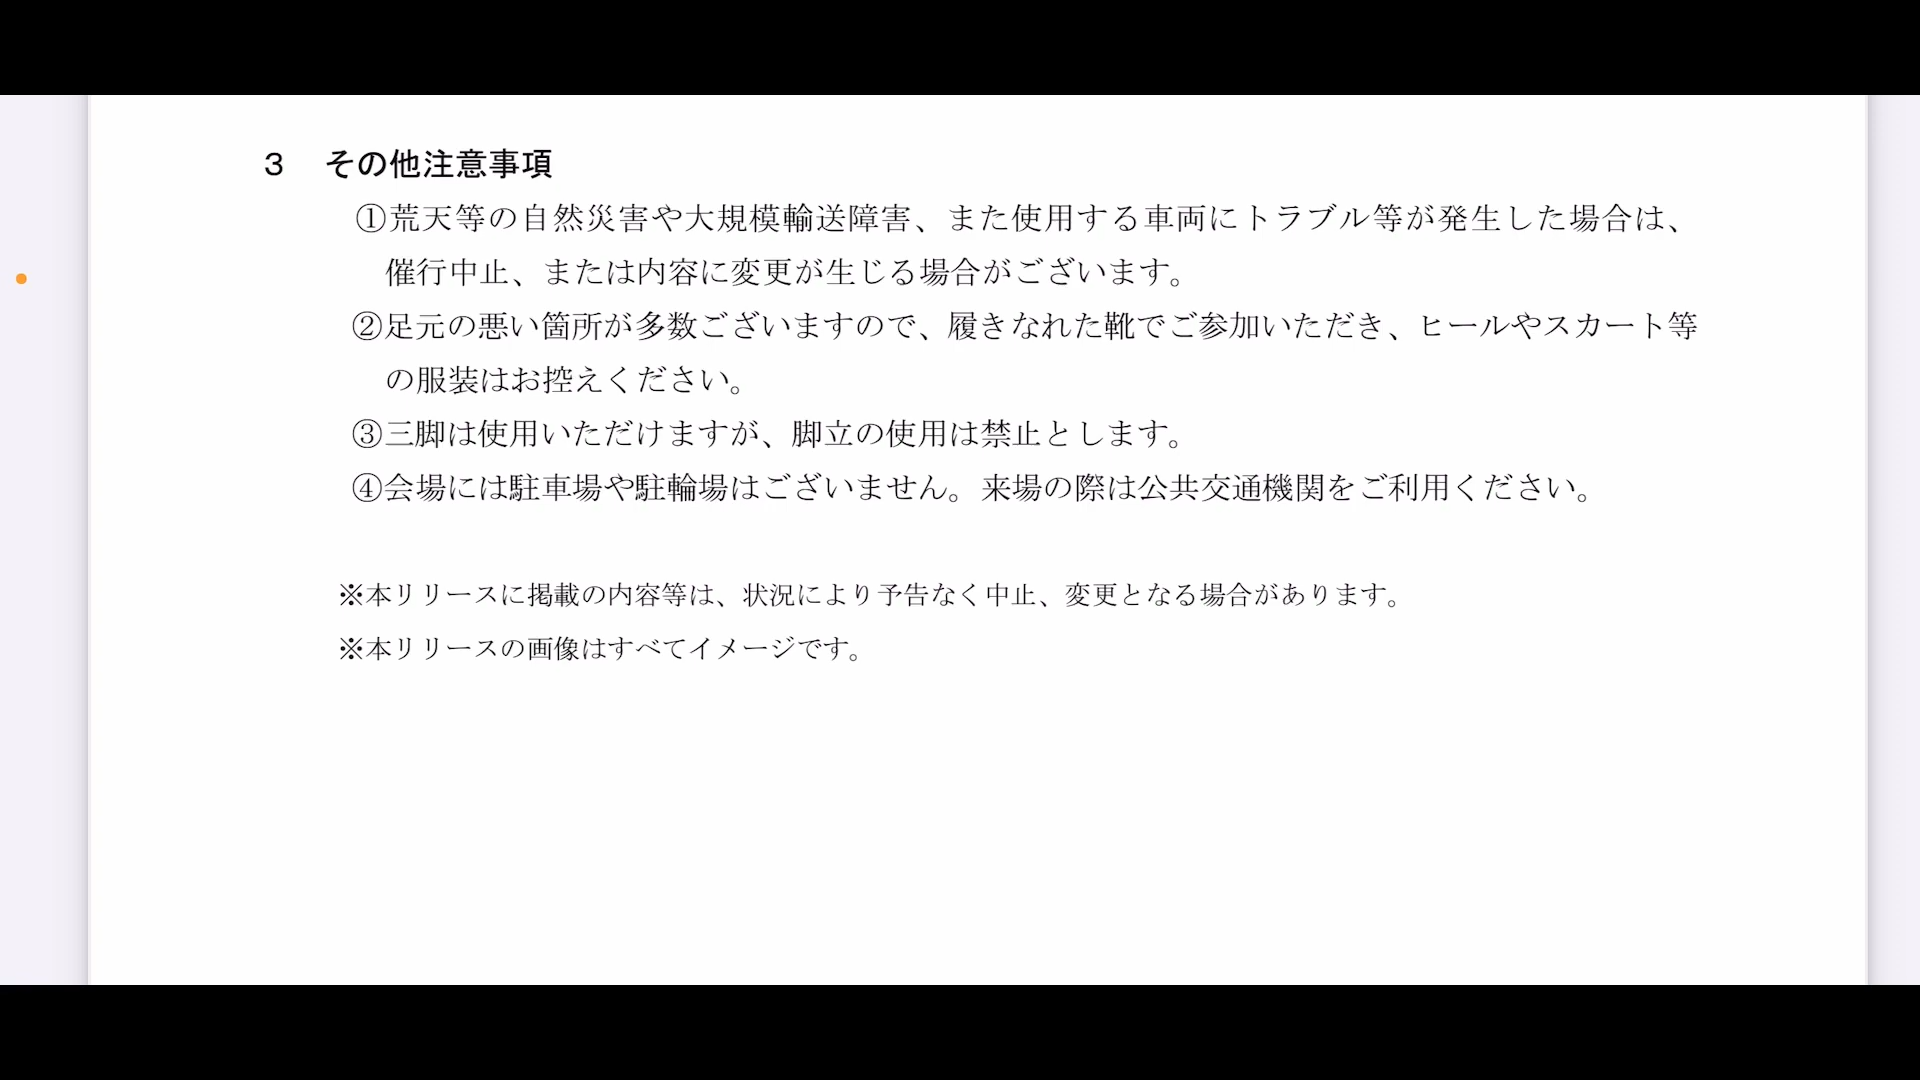 ３　その他注意事項
①荒天等の自然災害や大規模輸送障害、また使用する車両にトラブル等が発生した場合は、
催行中止、または内容に変更が生じる場合がございます。
②足元の悪い箇所が多数ございますので、履きなれた靴でご参加いただき、ヒールやスカート等
の服装はお控えください。
③三脚は使用いただけますが、脚立の使用は禁止とします。
④会場には駐車場や駐輪場はございません。来場の際は公共交通機関をご利用ください。
※本リリースに掲載の内容等は、状況により予告なく中止、変更となる場合があります。
※本リリースの画像はすべてイメージです。